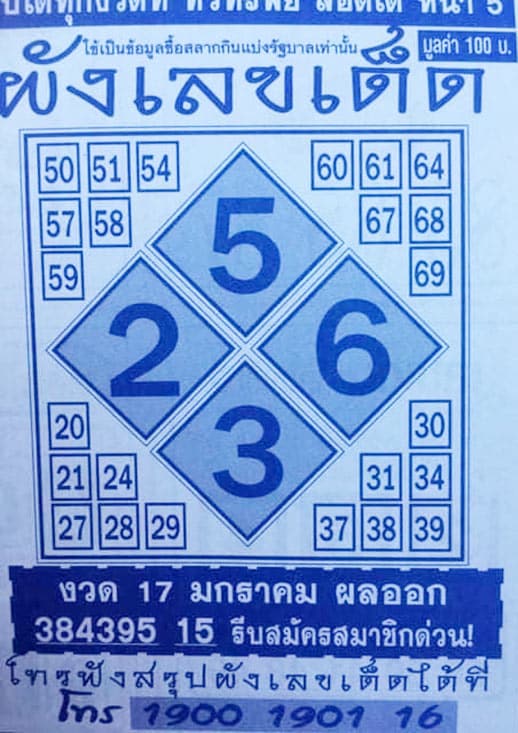 ใช้เป็นข้อมูลซื้อสลากกินแบ่งรัฐบาลเท่านั้น
มูลค่า 100 บ.
ผังเลขเด็ด
50 51 54 60 61 64
57 58 67 68
59 69
5
2 6
3
20 30
21 24 31 34
27 28 29 37 38 39
งวด 17 มกราคม ผลออก
384395 15 รีบสมัครสมาชิกด่วน!
โทรฟังสรุปผังเลขเด็ดได้ที่
โทร 1900 1901 16